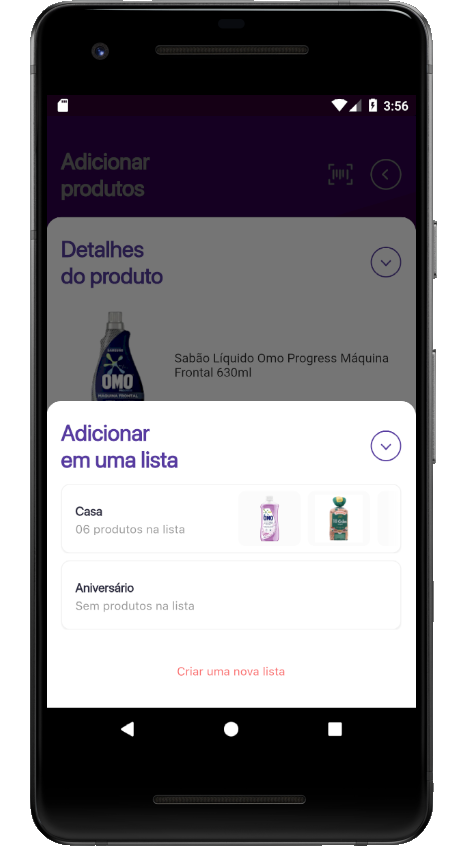 3:56
Adicionar
produtos
Detalhes
do produto
OMO
MÁQUINA FRONTAL
Sabão Líquido Omo Progress Máquina
Frontal 630ml
Adicionar
em uma lista
Casa
06 produtos na lista
OMO
Aniversário
Sem produtos na lista
Criar uma nova lista